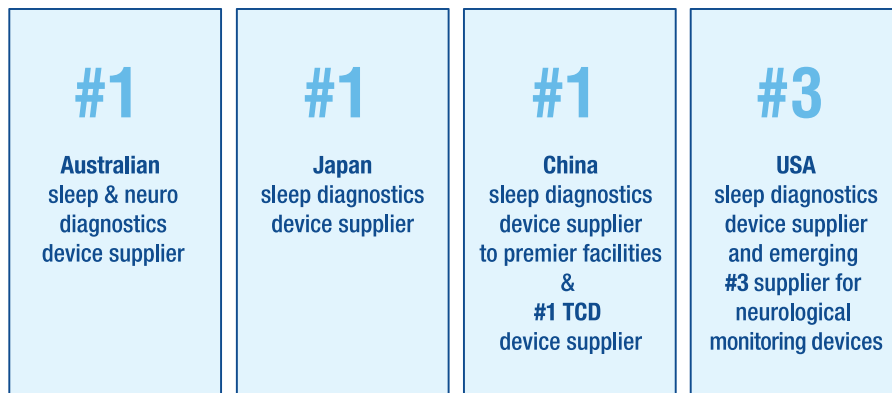 #1
Australian
sleep & neuro
diagnostics
device supplier
#1
Japan
sleep diagnostics
device supplier
#1
China
sleep diagnostics
device supplier
to premier facilities
&
#1 TCD
device supplier
#3
USA
sleep diagnostics
device supplier
and emerging
#3 supplier for
neurological
monitoring devices